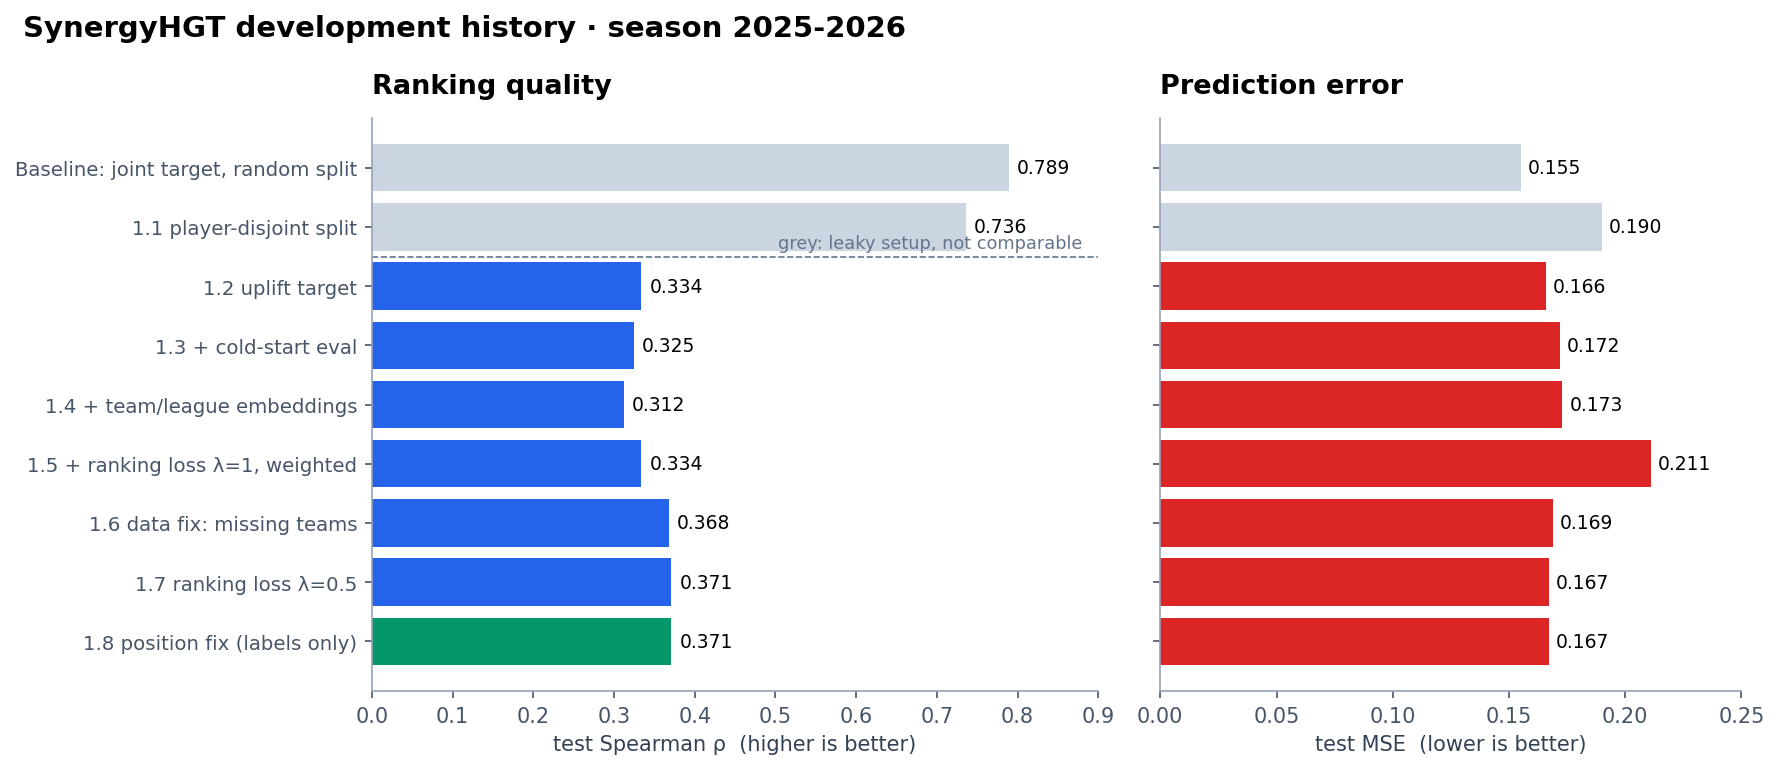 SynergyHGT development history · season 2025-2026
Ranking quality
Baseline: joint target, random split
0.789
1.1 player-disjoint split
0.736
grey: leaky setup, not comparable
1.2 uplift target
0.334
1.3 + cold-start eval
0.325
1.4 + team/league embeddings
0.312
1.5 + ranking loss λ=1, weighted
0.334
1.6 data fix: missing teams
0.368
1.7 ranking loss λ=0.5
0.371
1.8 position fix (labels only)
0.371
0.0 0.1 0.2 0.3 0.4 0.5 0.6 0.7 0.8 0.9
test Spearman ρ (higher is better)
Prediction error
0.155
0.190
0.166
0.172
0.173
0.211
0.169
0.167
0.167
0.00 0.05 0.10 0.15 0.20 0.25
test MSE (lower is better)